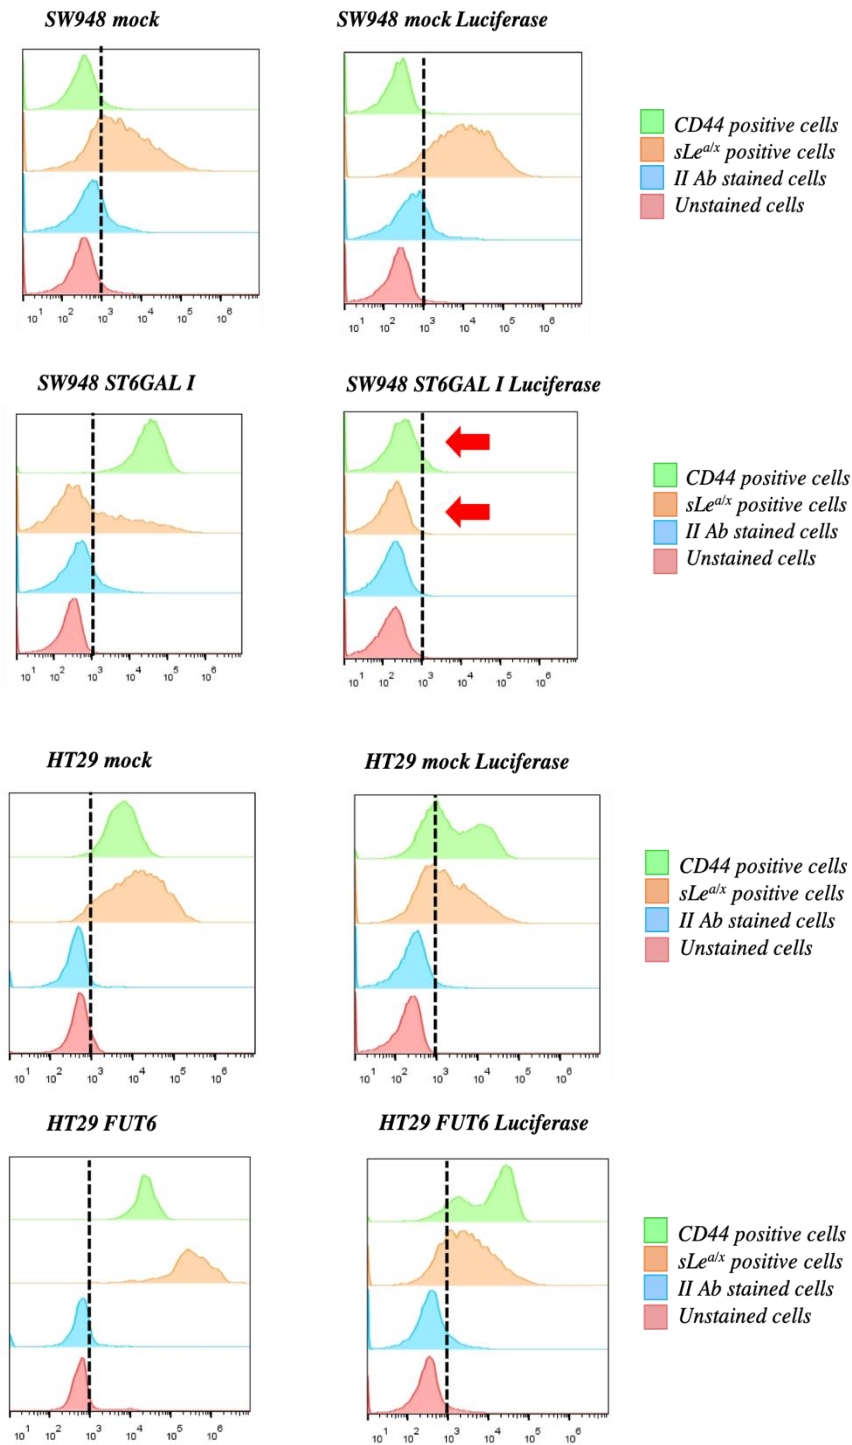 SW948 mock
SW948 mock Luciferase
CD44 positive cells
sLeᵃ/ˣ positive cells
II Ab stained cells
Unstained cells
10¹ 10² 10³ 10⁴ 10⁵ 10⁶
10¹ 10² 10³ 10⁴ 10⁵ 10⁶
SW948 ST6GAL I
SW948 ST6GAL I Luciferase
CD44 positive cells
sLeᵃ/ˣ positive cells
II Ab stained cells
Unstained cells
10¹ 10² 10³ 10⁴ 10⁵ 10⁶
10¹ 10² 10³ 10⁴ 10⁵ 10⁶
HT29 mock
HT29 mock Luciferase
CD44 positive cells
sLeᵃ/ˣ positive cells
II Ab stained cells
Unstained cells
10¹ 10² 10³ 10⁴ 10⁵ 10⁶
10¹ 10² 10³ 10⁴ 10⁵ 10⁶
HT29 FUT6
HT29 FUT6 Luciferase
CD44 positive cells
sLeᵃ/ˣ positive cells
II Ab stained cells
Unstained cells
10¹ 10² 10³ 10⁴ 10⁵ 10⁶
10¹ 10² 10³ 10⁴ 10⁵ 10⁶